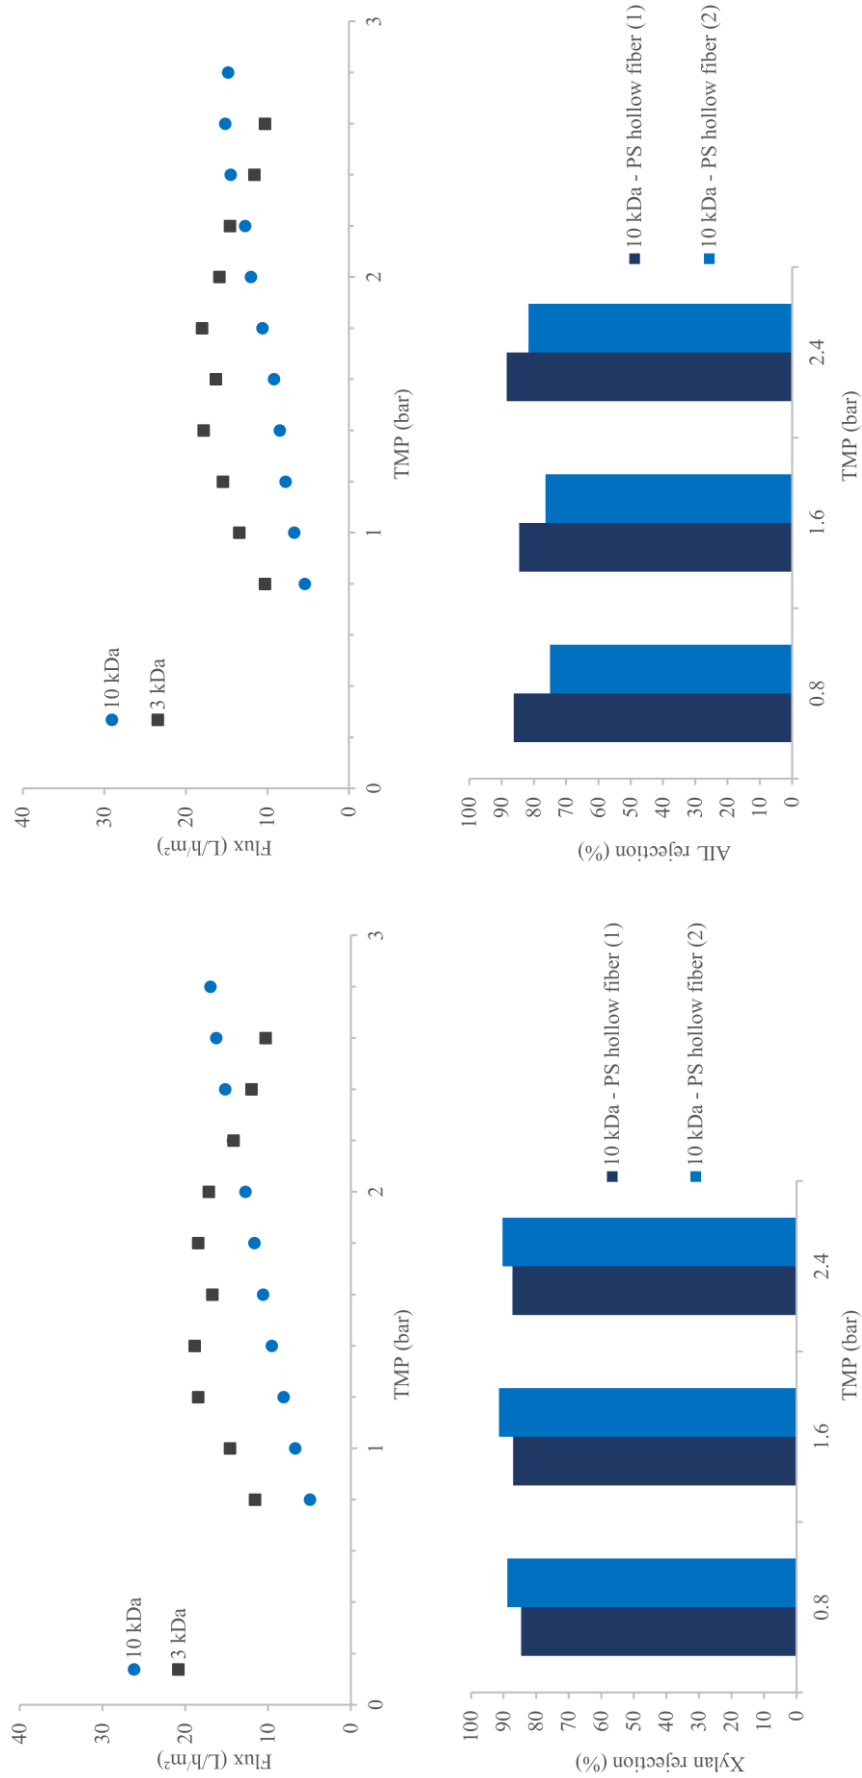 40
30
20
10
0
Flux (L/h/m²)
10 kDa
3 kDa
0
1
2
3
TMP (bar)
40
30
20
10
0
Flux (L/h/m²)
10 kDa
3 kDa
0
1
2
3
TMP (bar)
100
90
80
70
60
50
40
30
20
10
0
Xylan rejection (%)
0.8
1.6
2.4
TMP (bar)
10 kDa - PS hollow fiber (1)
10 kDa - PS hollow fiber (2)
100
90
80
70
60
50
40
30
20
10
0
AIL rejection (%)
0.8
1.6
2.4
TMP (bar)
10 kDa - PS hollow fiber (1)
10 kDa - PS hollow fiber (2)